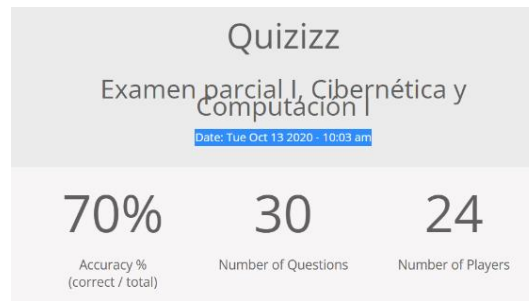 Quizizz
Examen parcial I, Cibernética y
Computación I
Date: Tue Oct 13 2020 - 10:03 am
70%
Accuracy %
(correct / total)
30
Number of Questions
24
Number of Players